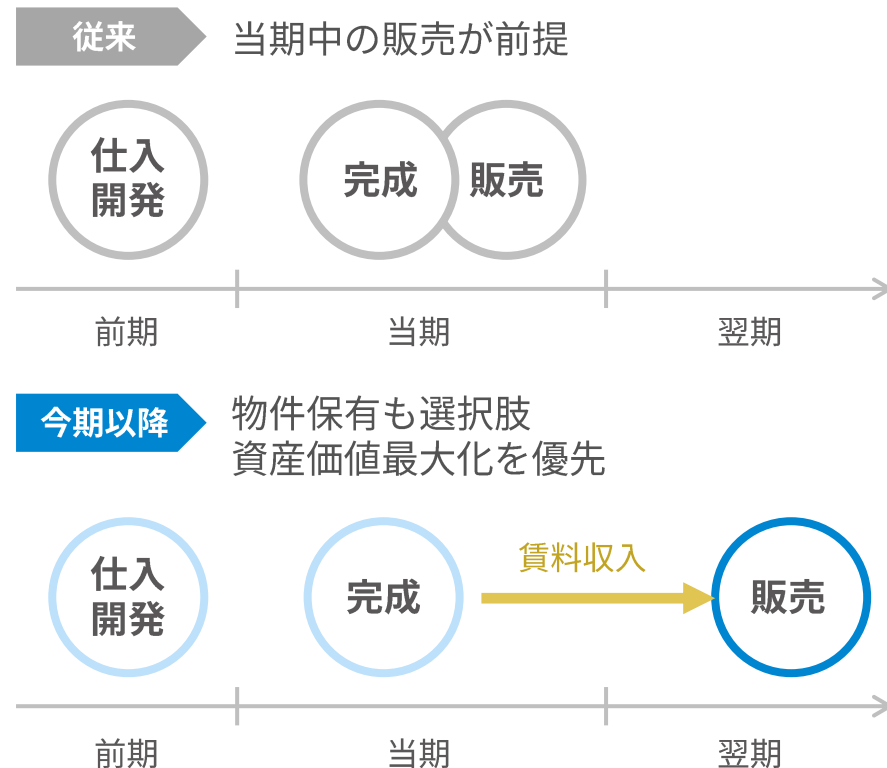 従来
当期中の販売が前提
仕入
開発
完成
販売
前期
当期
翌期
今期以降
物件保有も選択肢
資産価値最大化を優先
仕入
開発
完成
賃料収入
販売
前期
当期
翌期